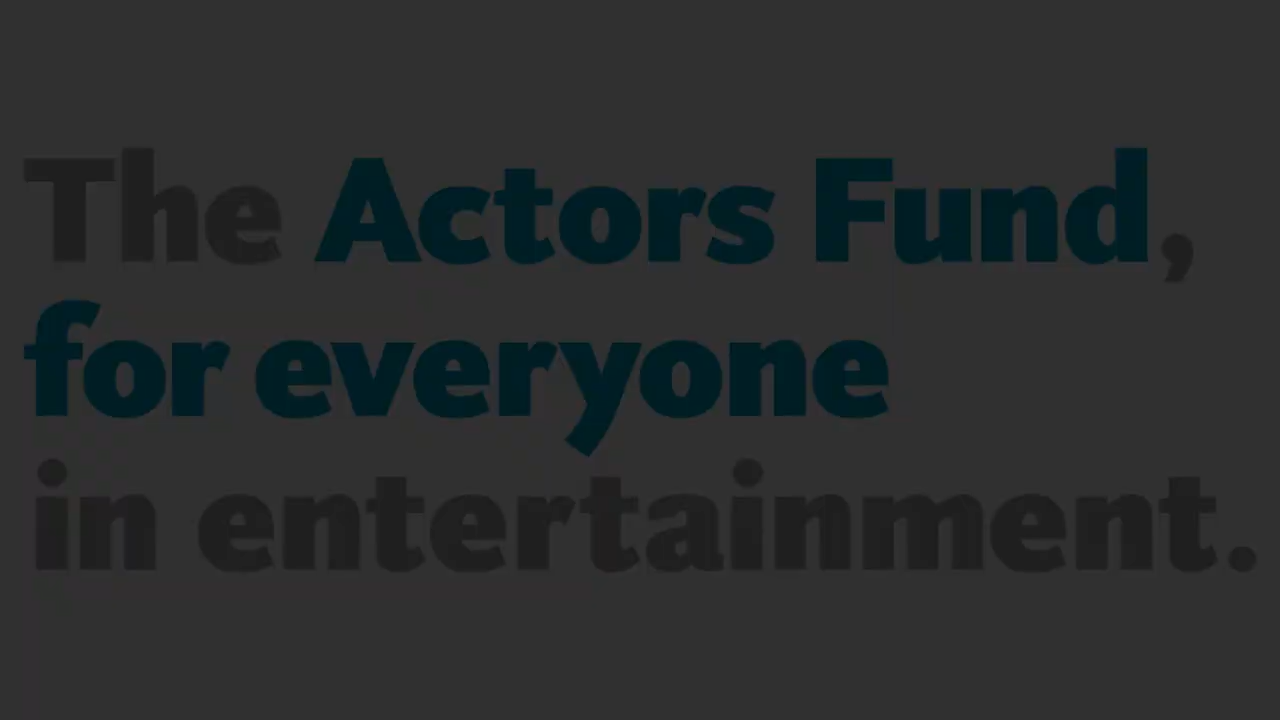 The Actors Fund,
for everyone
in entertainment.